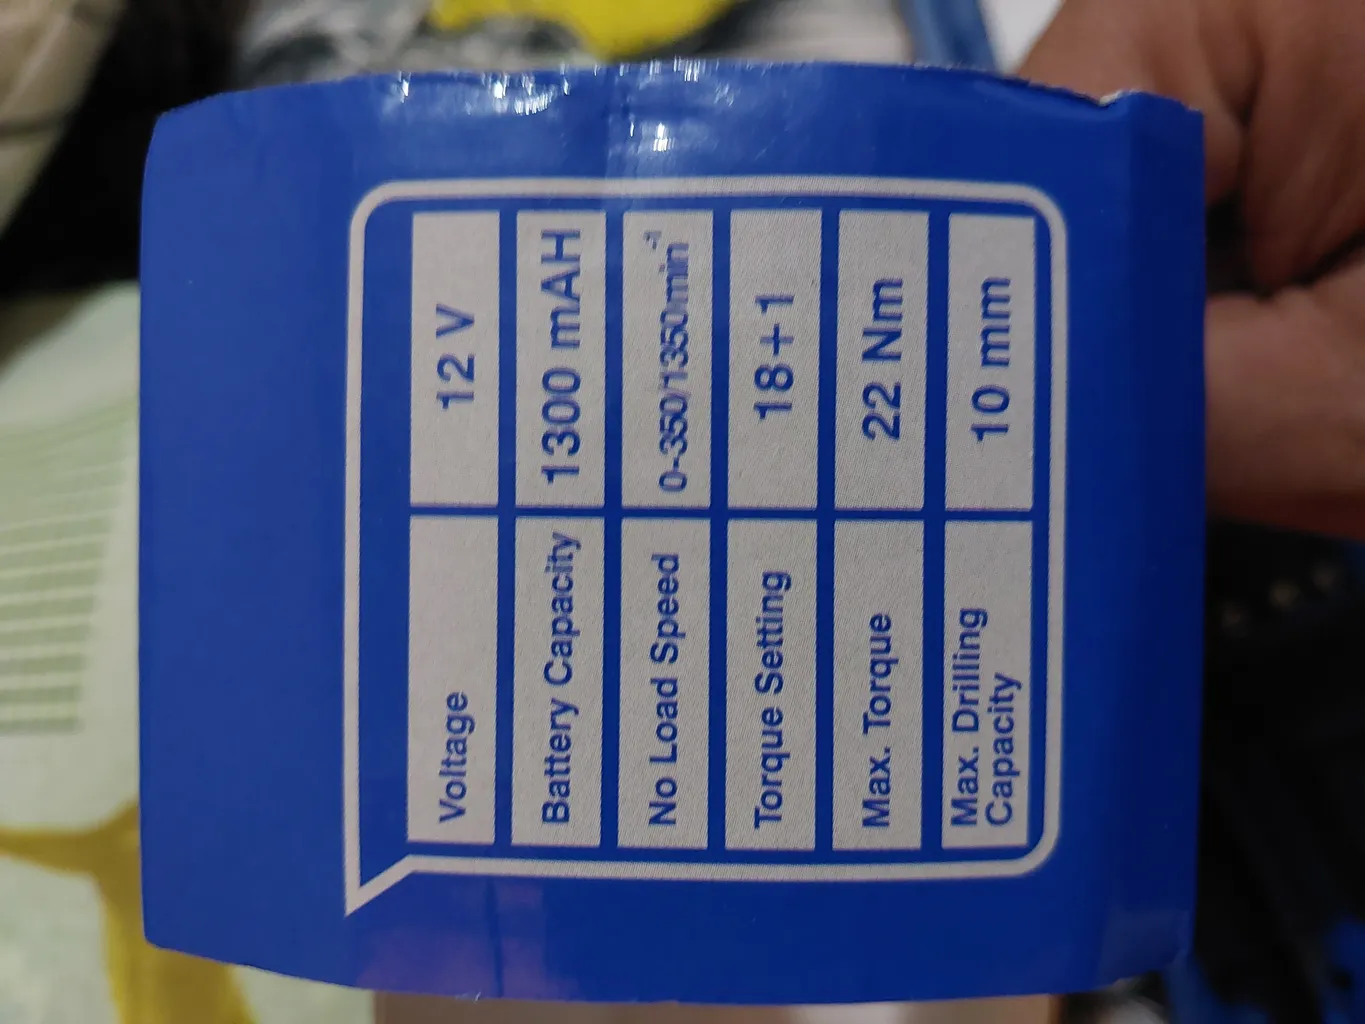 Voltage 12 V
Battery Capacity 1300 mAH
No Load Speed 0-350/1350min⁻¹
Torque Setting 18+1
Max. Torque 22 Nm
Max. Drilling
Capacity 10 mm